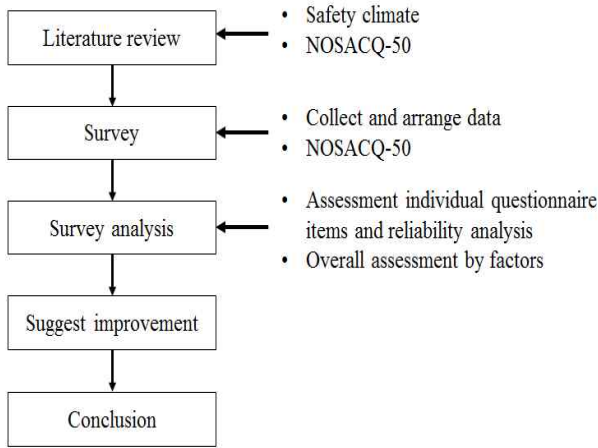 Literature review
• Safety climate
• NOSACQ-50
Survey
• Collect and arrange data
• NOSACQ-50
Survey analysis
• Assessment individual questionnaire
items and reliability analysis
• Overall assessment by factors
Suggest improvement
Conclusion